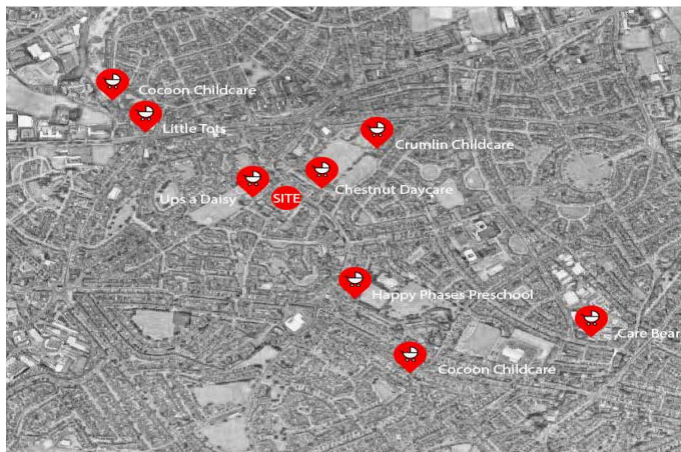 Cocoon Childcare
Little Tots
Crumlin Childcare
Chestnut Daycare
Ups a Daisy
SITE
Happy Phases Preschool
Care Bear
Cocoon Childcare